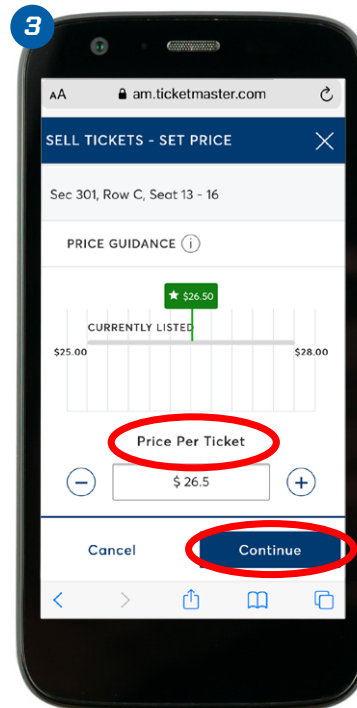 3
AA am.ticketmaster.com
SELL TICKETS - SET PRICE
Sec 301, Row C, Seat 13 - 16
PRICE GUIDANCE i
★ $26.50
CURRENTLY LISTED
$25.00 $28.00
Price Per Ticket
− $ 26.5 +
Cancel Continue